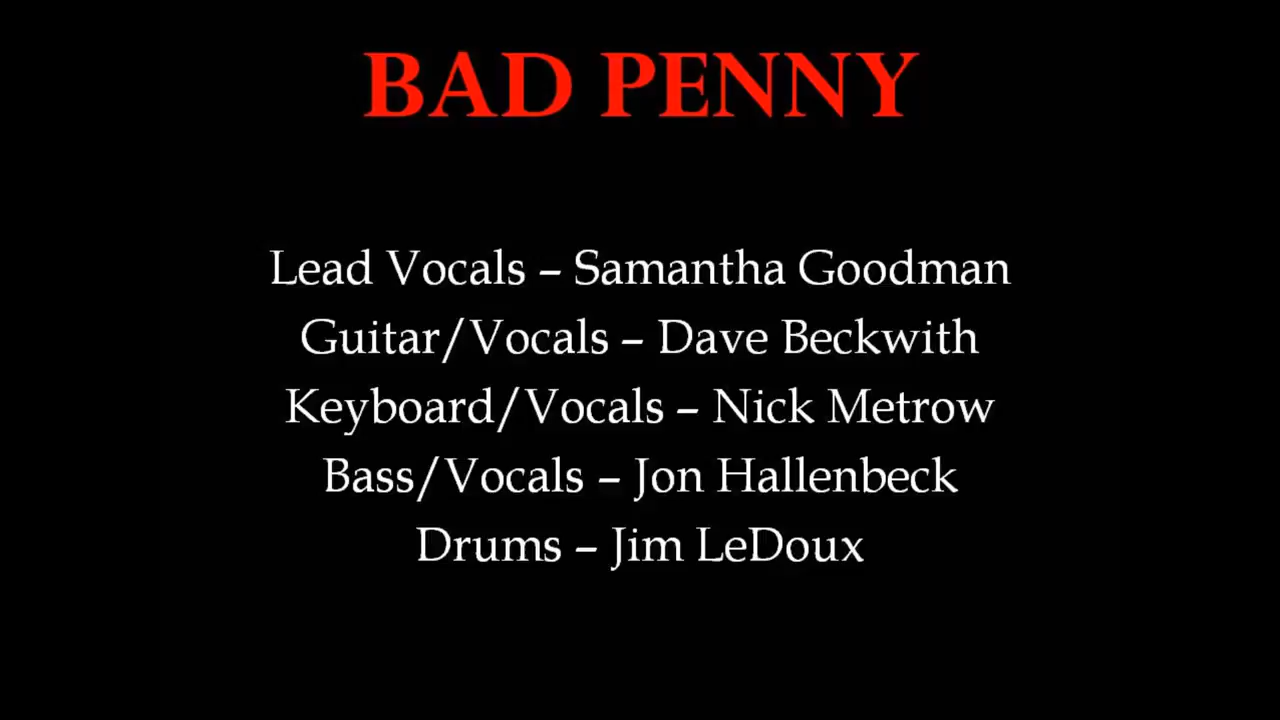 BAD PENNY
Lead Vocals – Samantha Goodman
Guitar/Vocals – Dave Beckwith
Keyboard/Vocals – Nick Metrow
Bass/Vocals – Jon Hallenbeck
Drums – Jim LeDoux